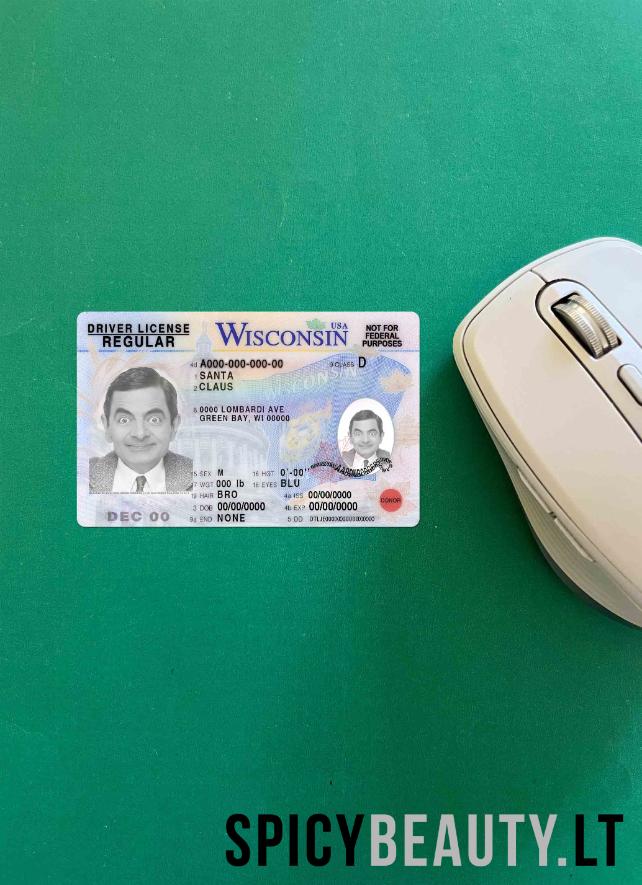 DRIVER LICENSE
REGULAR
WISCONSIN USA
NOT FOR
FEDERAL
PURPOSES
4d A000-000-000-00
9 CLASS D
1 SANTA
2 CLAUS
8 0000 LOMBARDI AVE
GREEN BAY, WI 00000
15 SEX M 16 HGT 0'-00"
17 WGT 000 lb 18 EYES BLU
19 HAIR BRO 4a ISS 00/00/0000
3 DOB 00/00/0000 4b EXP 00/00/0000
9a END NONE 5 DD
DONOR
DEC 00
SPICYBEAUTY.LT